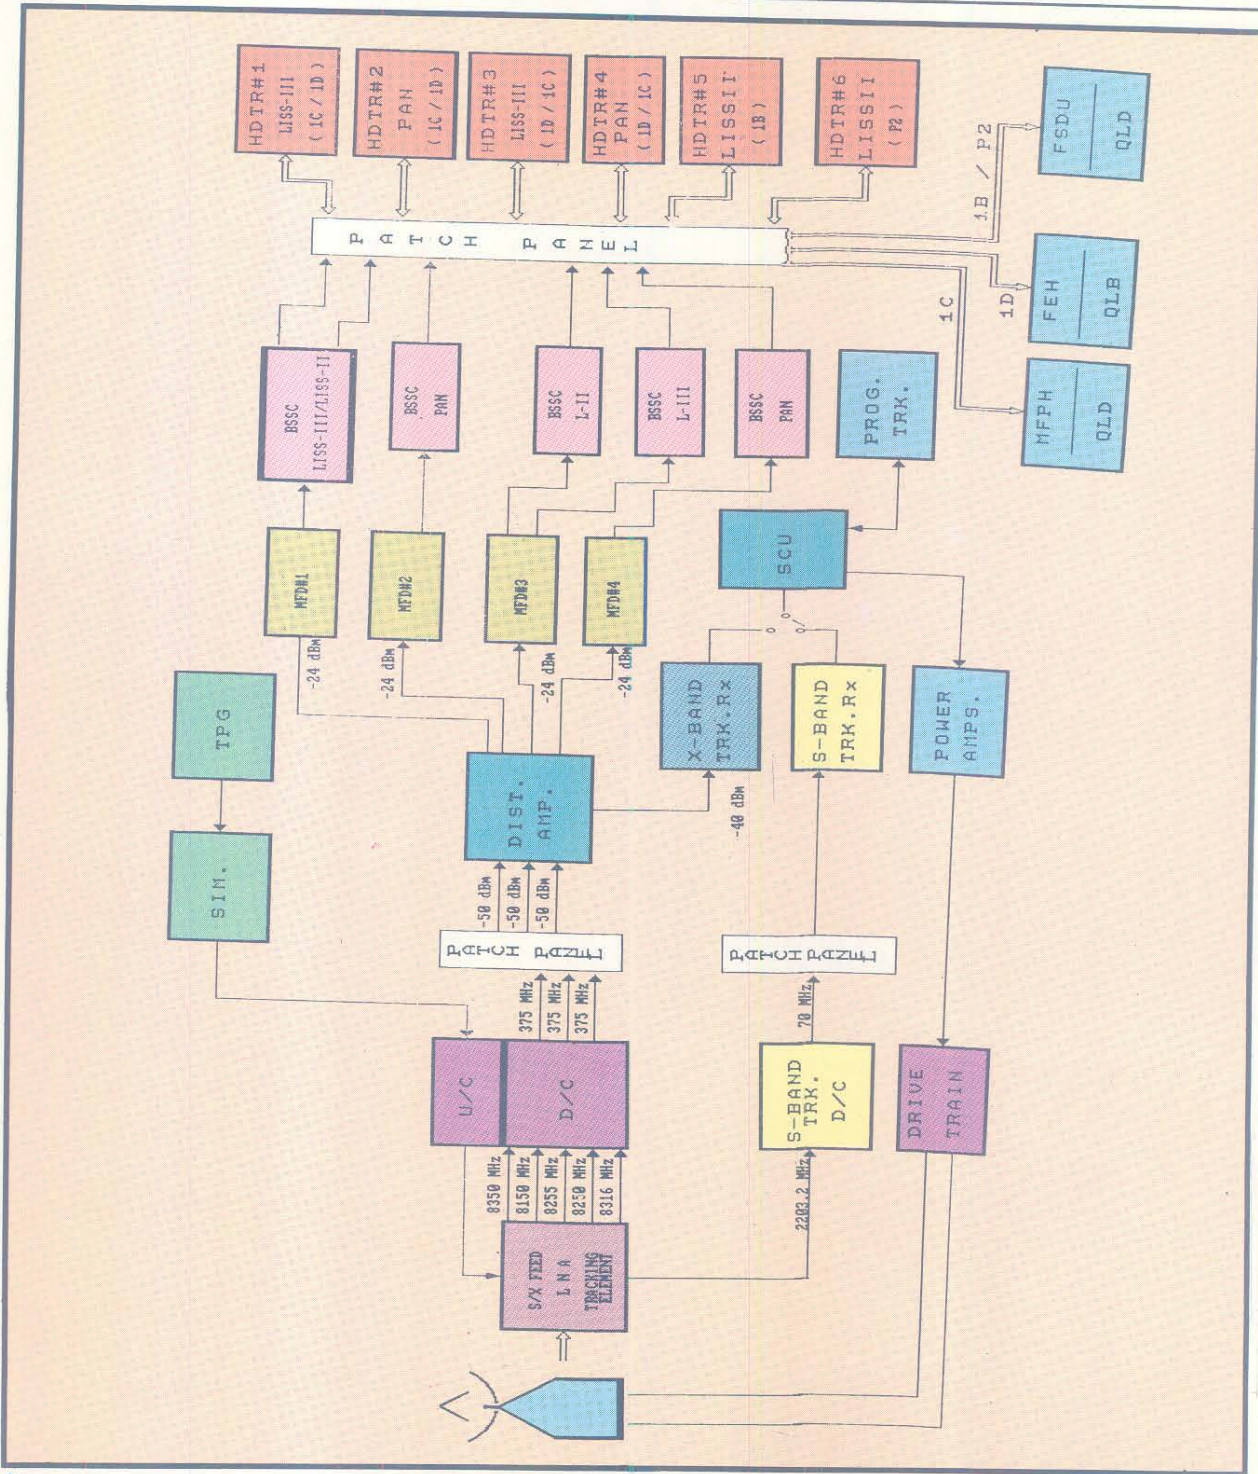 HDTR#1
LISS-III
( 1C / 1D )
HDTR#2
PAN
( 1C / 1D )
HDTR#3
LISS-III
( 1D / 1C )
HDTR#4
PAN
( 1D / 1C )
HDTR#5
LISSII
( 1B )
HDTR#6
LISSII
( P2 )
PATCH PANEL
FSDU
QLD
1B / P2
FEH
QLB
1D
MFPH
QLD
1C
BSSC
LISS-II/LISS-II
BSSC
PAN
BSSC
L-II
BSSC
L-III
BSSC
PAN
PROG.
TRK.
MFD#1
MFD#2
MFD#3
MFD#4
SCU
-24 dBm
-24 dBm
-24 dBm
-24 dBm
TPG
SIM.
DIST.
AMP.
X-BAND
TRK.Rx
-40 dBm
S-BAND
TRK.Rx
POWER
AMPS.
-50 dBm
-50 dBm
-50 dBm
PATCH PANEL
PATCH PANEL
375 MHz
375 MHz
375 MHz
70 MHz
U/C
D/C
S-BAND
TRK.
D/C
DRIVE
TRAIN
8350 MHz
8150 MHz
8255 MHz
8250 MHz
8316 MHz
2203.2 MHz
S/X FEED
L N A
TRACKING
ELEMENT